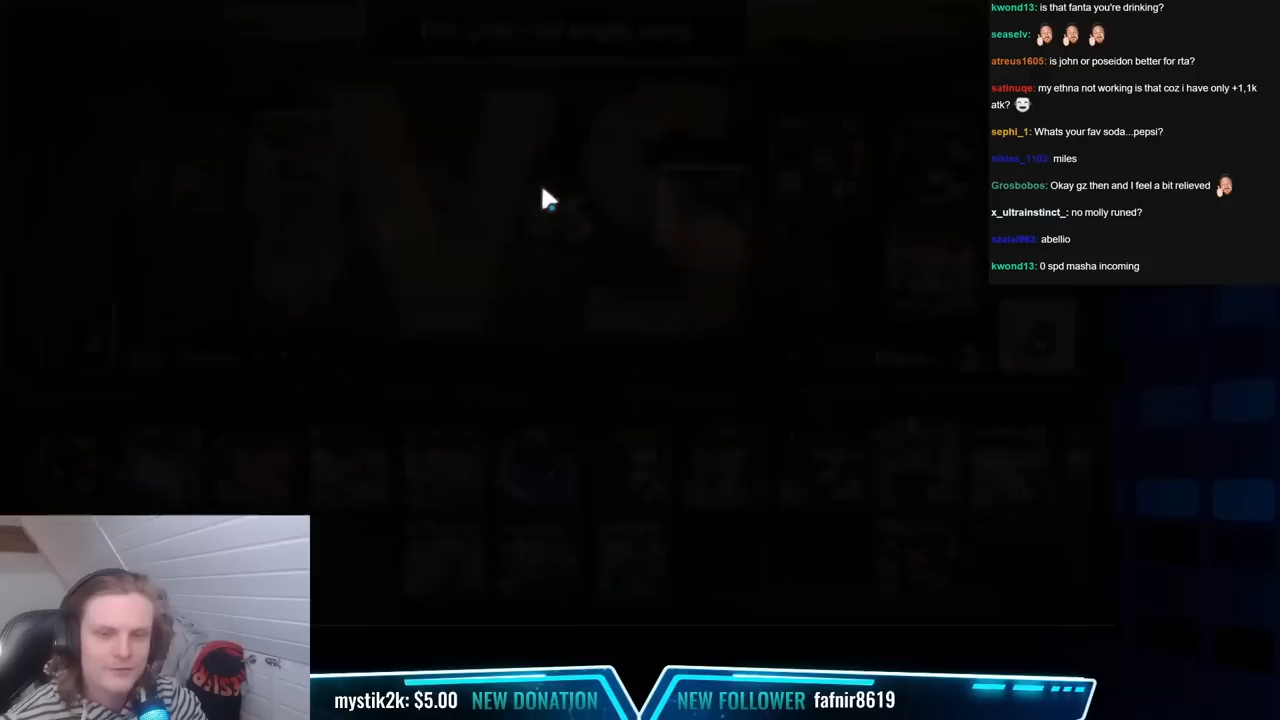 kwond13: is that fanta you're drinking?
seaselv:
atreus1605: is john or poseidon better for rta?
satinuqe: my ethna not working is that coz i have only +1,1k
atk?
sephi_1: Whats your fav soda...pepsi?
nikles_1102: miles
Grosbobos: Okay gz then and I feel a bit relieved
x_ultrainstinct_: no molly runed?
abellio
kwond13: 0 spd masha incoming
mystik2k: $5.00 NEW DONATION
NEW FOLLOWER fafnir8619